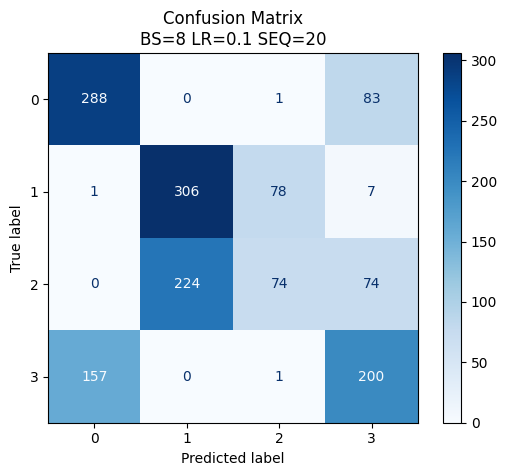 Confusion Matrix
BS=8 LR=0.1 SEQ=20
0 288 0 1 83
1 1 306 78 7
2 0 224 74 74
3 157 0 1 200
0 1 2 3
True label
Predicted label
300
250
200
150
100
50
0